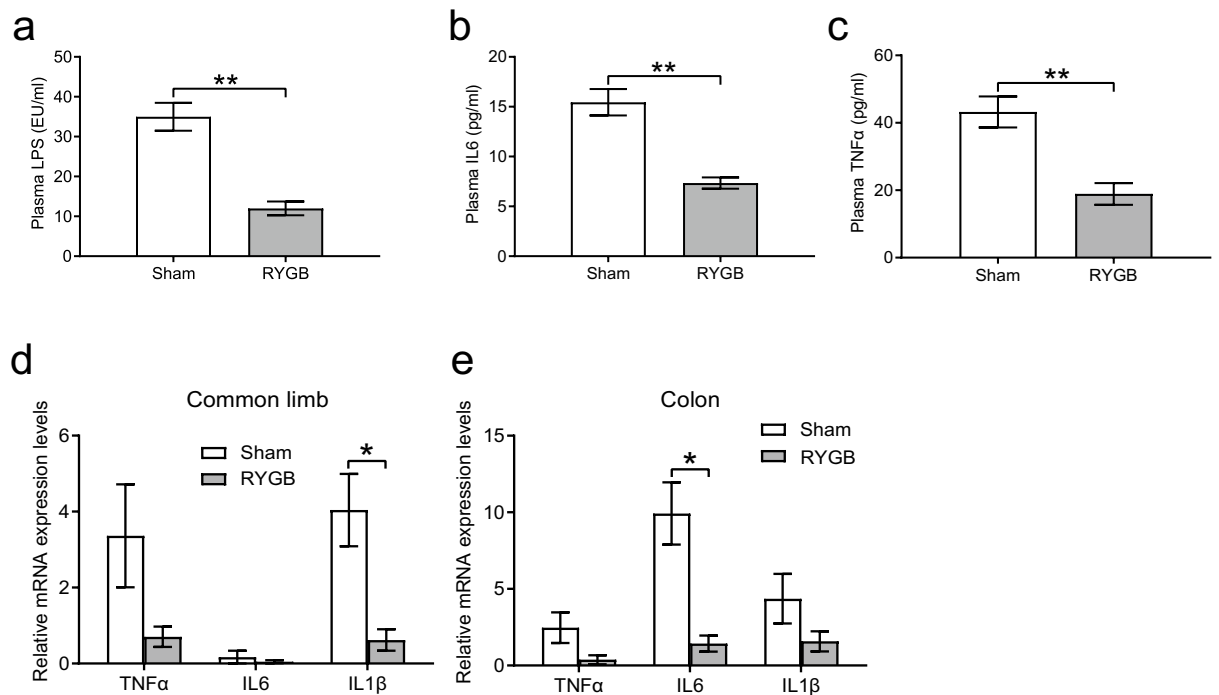 a
Plasma LPS (EU/ml)
50
40
30
20
10
0
**
Sham RYGB
b
Plasma IL6 (pg/ml)
20
15
10
5
0
**
Sham RYGB
c
Plasma TNFα (pg/ml)
60
40
20
0
**
Sham RYGB
d
Common limb
Relative mRNA expression levels
6
4
2
0
Sham
RYGB
*
TNFα IL6 IL1β
e
Colon
Relative mRNA expression levels
15
10
5
0
Sham
RYGB
*
TNFα IL6 IL1β